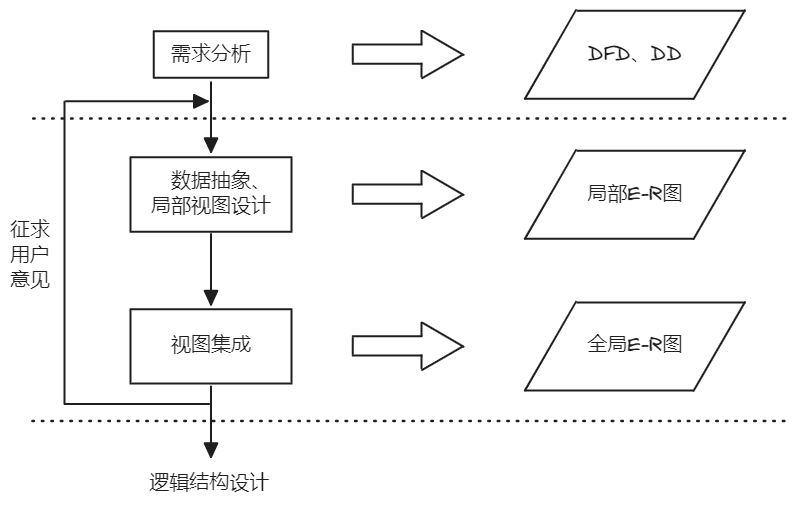 需求分析
DFD、DD
数据抽象、
局部视图设计
局部E-R图
征求
用户
意见
视图集成
全局E-R图
逻辑结构设计